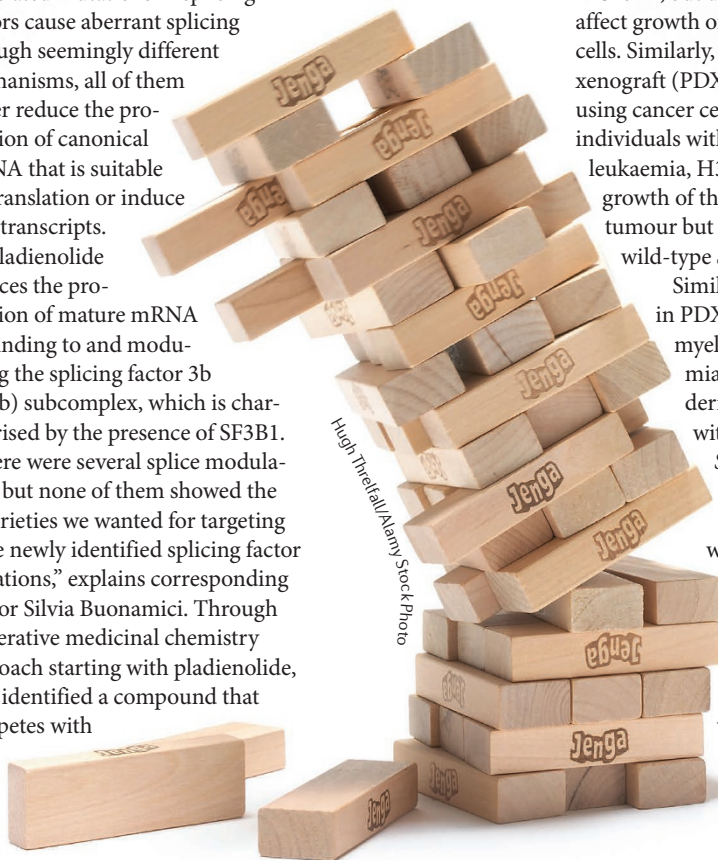 ors cause aberrant splicing
ugh seemingly different
hanisms, all of them
er reduce the pro-
ion of canonical
NA that is suitable
ranslation or induce
transcripts.
ladienolide
ces the pro-
ion of mature mRNA
nding to and modu-
g the splicing factor 3b
b) subcomplex, which is char-
rised by the presence of SF3B1.
ere were several splice modula-
but none of them showed the
rieties we wanted for targeting
e newly identified splicing factor
ations,” explains corresponding
or Silvia Buonamici. Through
erative medicinal chemistry
oach starting with pladienolide,
identified a compound that
petes with
Jenga
Jenga
Jenga
Jenga
Jenga
Jenga
Jenga
Jenga
Jenga
Jenga
Jenga
Jenga
Jenga
Jenga
Hugh Threlfall/Alamy Stock Photo
affect growth o
cells. Similarly,
xenograft (PDX
using cancer ce
individuals with
leukaemia, H3
growth of th
tumour but
wild-type a
Simil
in PDX
myel
mia
deri
wit
S
w